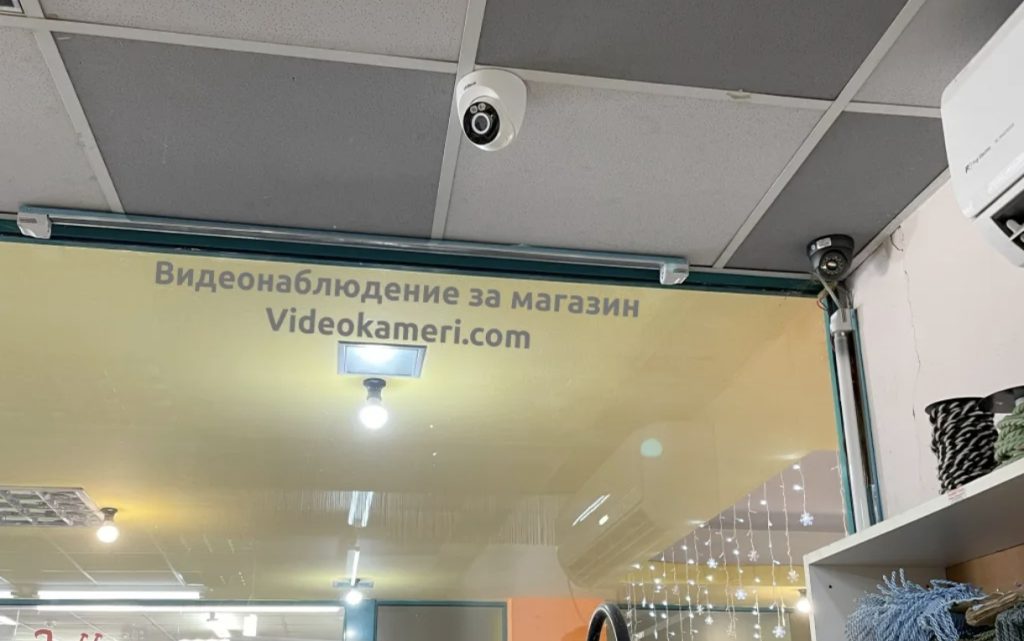 Видеонаблюдение за магазин
Videokameri.com